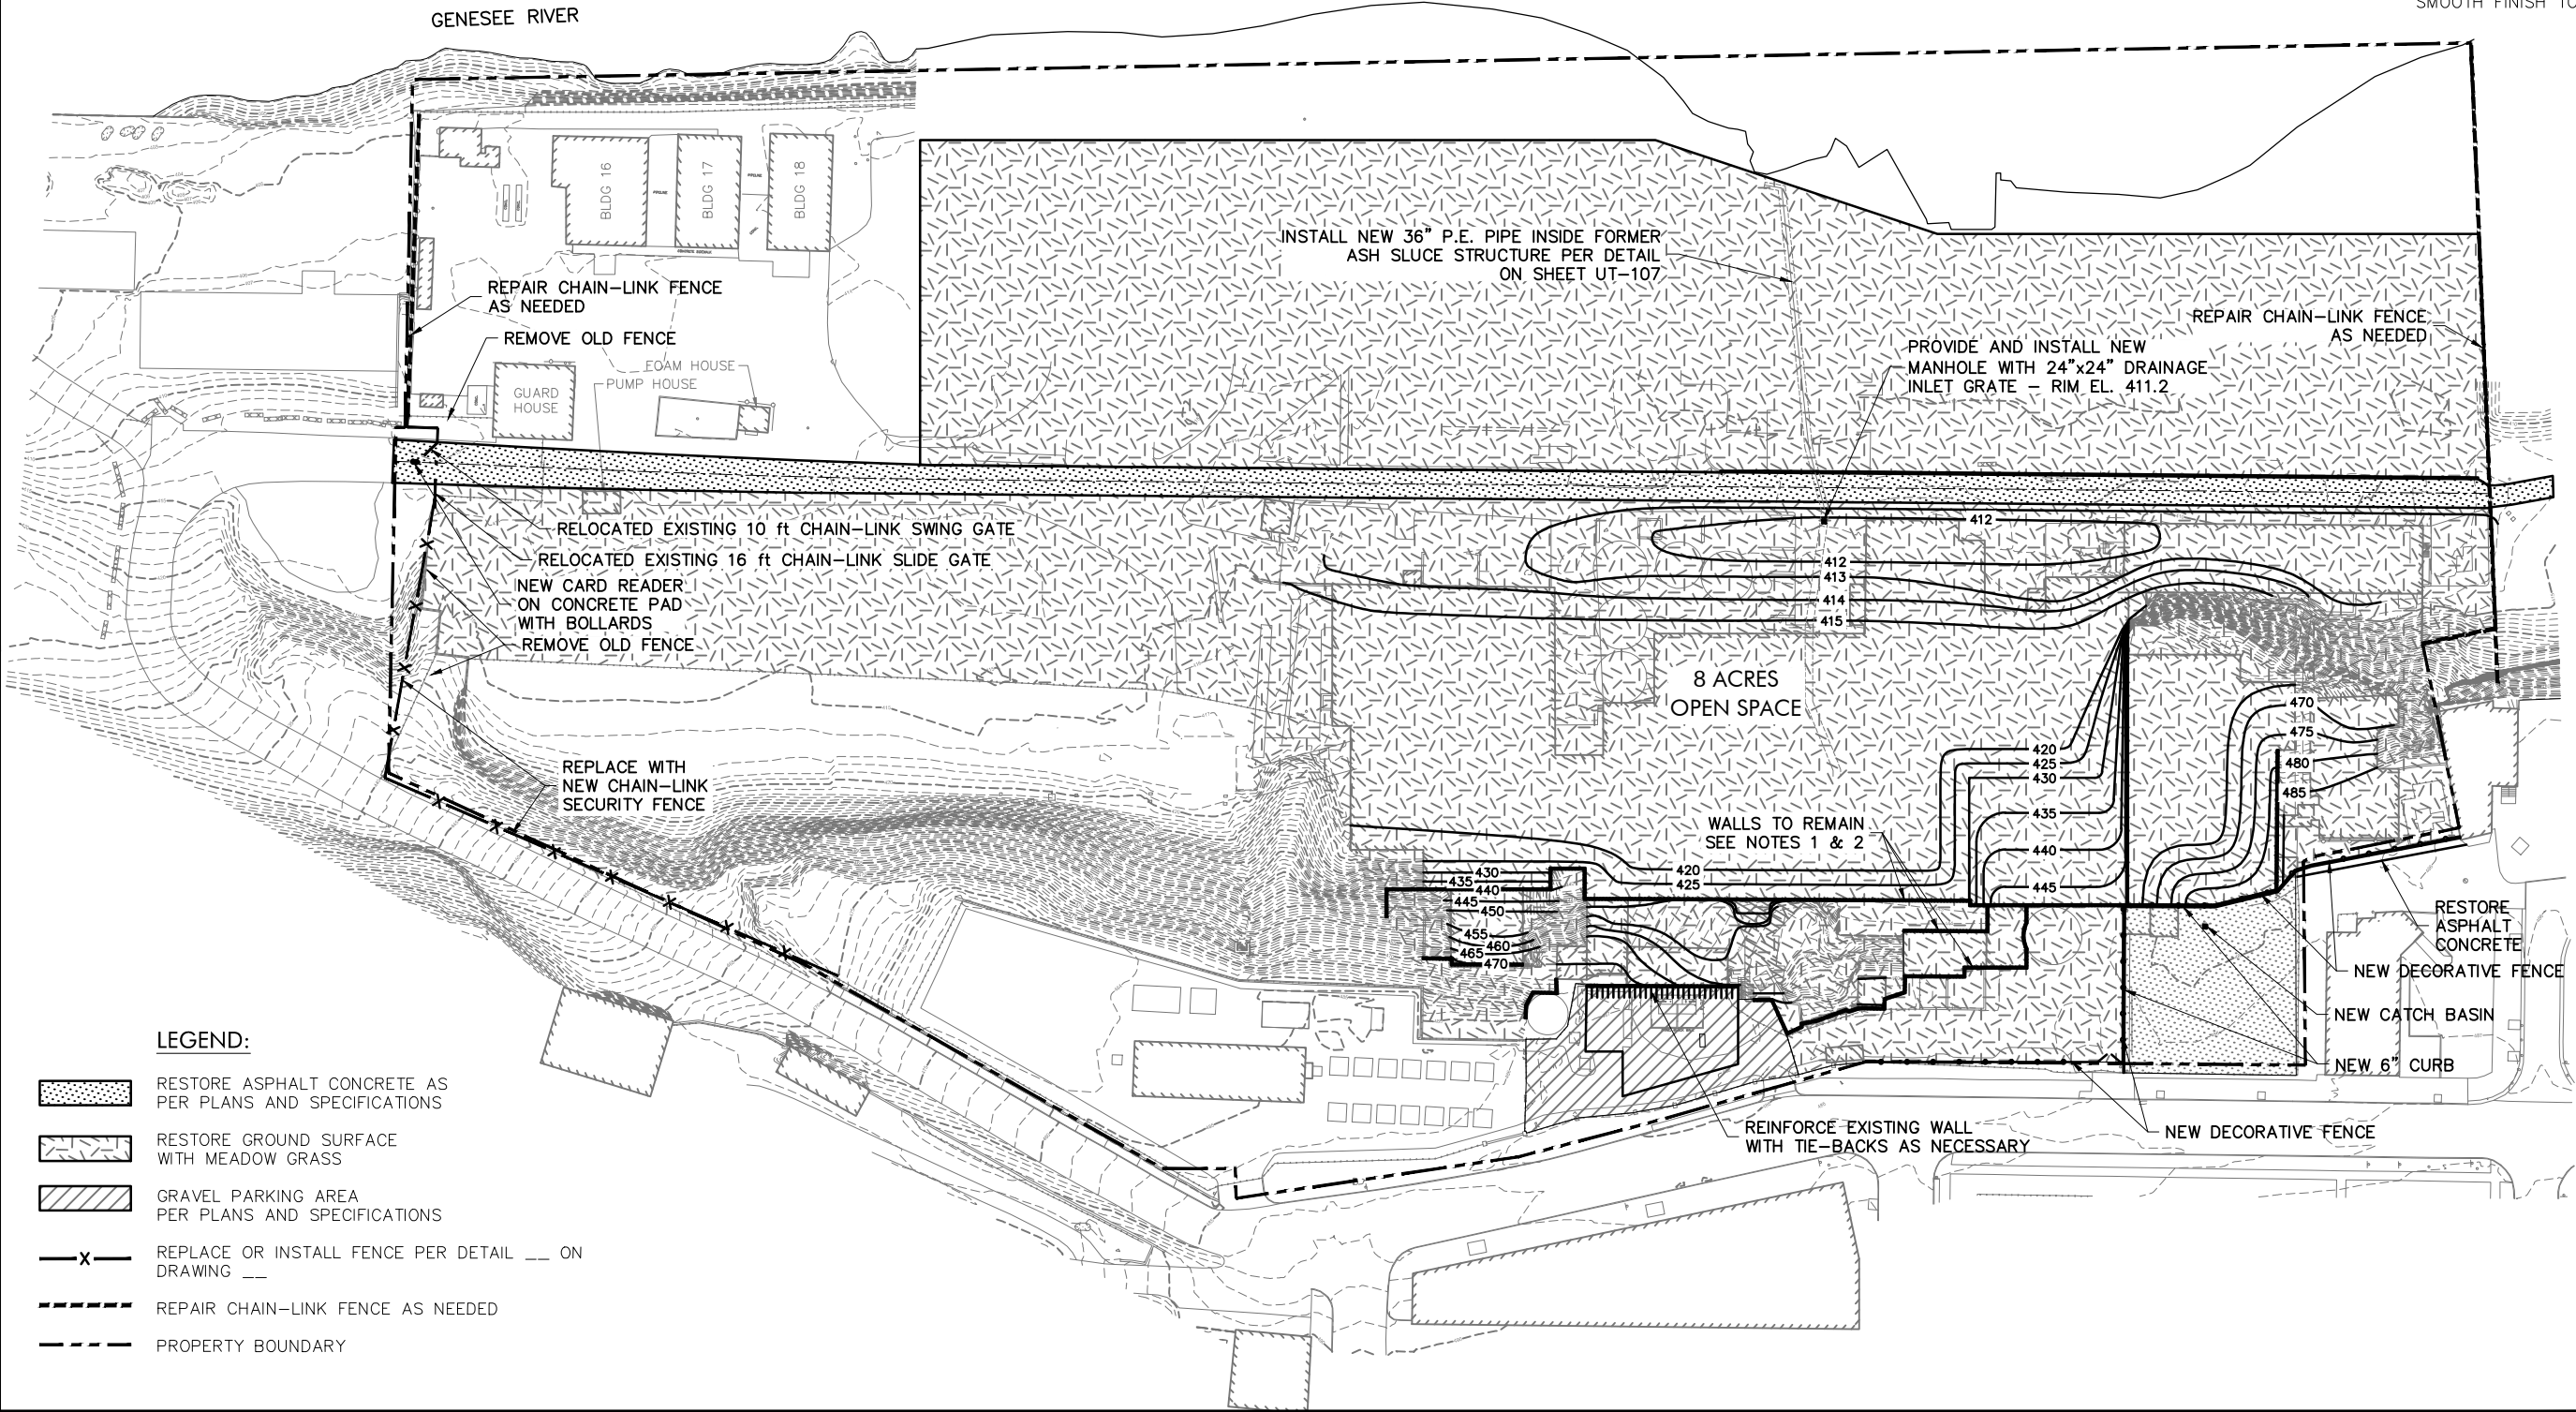 SMOOTH FINISH TO
GENESEE RIVER
BLDG 16
BLDG 17
BLDG 18
INSTALL NEW 36" P.E. PIPE INSIDE FORMER
ASH SLUCE STRUCTURE PER DETAIL
ON SHEET UT-107
REPAIR CHAIN-LINK FENCE
AS NEEDED
REMOVE OLD FENCE
FOAM HOUSE
PUMP HOUSE
GUARD
HOUSE
REPAIR CHAIN-LINK FENCE
AS NEEDED
PROVIDE AND INSTALL NEW
MANHOLE WITH 24"x24" DRAINAGE
INLET GRATE - RIM EL. 411.2
RELOCATED EXISTING 10 ft CHAIN-LINK SWING GATE
RELOCATED EXISTING 16 ft CHAIN-LINK SLIDE GATE
NEW CARD READER
ON CONCRETE PAD
WITH BOLLARDS
REMOVE OLD FENCE
412
412
413
414
415
8 ACRES
OPEN SPACE
REPLACE WITH
NEW CHAIN-LINK
SECURITY FENCE
420
425
430
435
440
445
470
475
480
485
WALLS TO REMAIN
SEE NOTES 1 & 2
420
425
430
435
440
445
450
455
460
465
470
RESTORE
ASPHALT
CONCRETE
NEW DECORATIVE FENCE
NEW CATCH BASIN
NEW 6" CURB
REINFORCE EXISTING WALL
WITH TIE-BACKS AS NECESSARY
NEW DECORATIVE FENCE
LEGEND:
RESTORE ASPHALT CONCRETE AS
PER PLANS AND SPECIFICATIONS
RESTORE GROUND SURFACE
WITH MEADOW GRASS
GRAVEL PARKING AREA
PER PLANS AND SPECIFICATIONS
X
REPLACE OR INSTALL FENCE PER DETAIL __ ON
DRAWING __
REPAIR CHAIN-LINK FENCE AS NEEDED
PROPERTY BOUNDARY